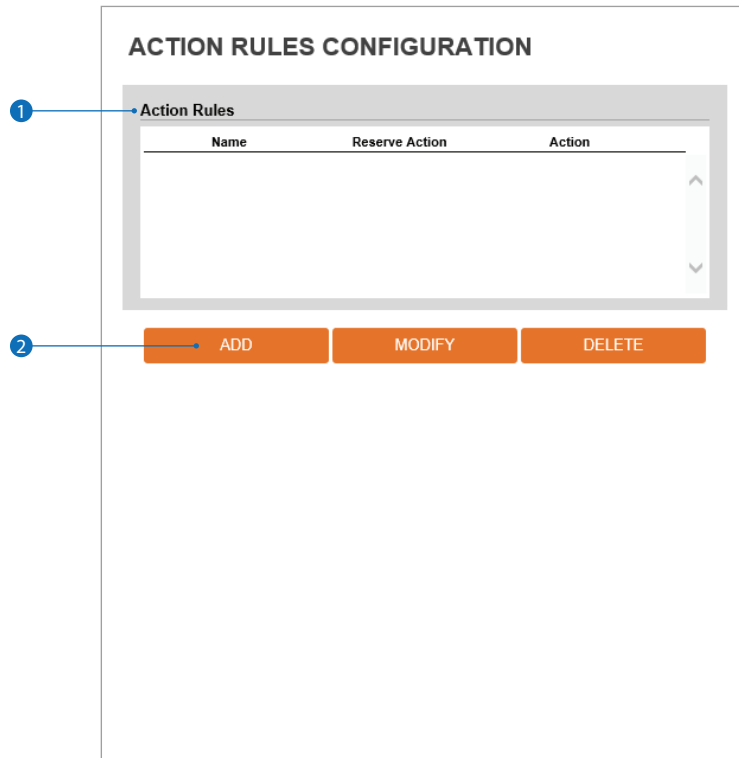 ACTION RULES CONFIGURATION
1 Action Rules
Name Reserve Action Action
2 ADD MODIFY DELETE